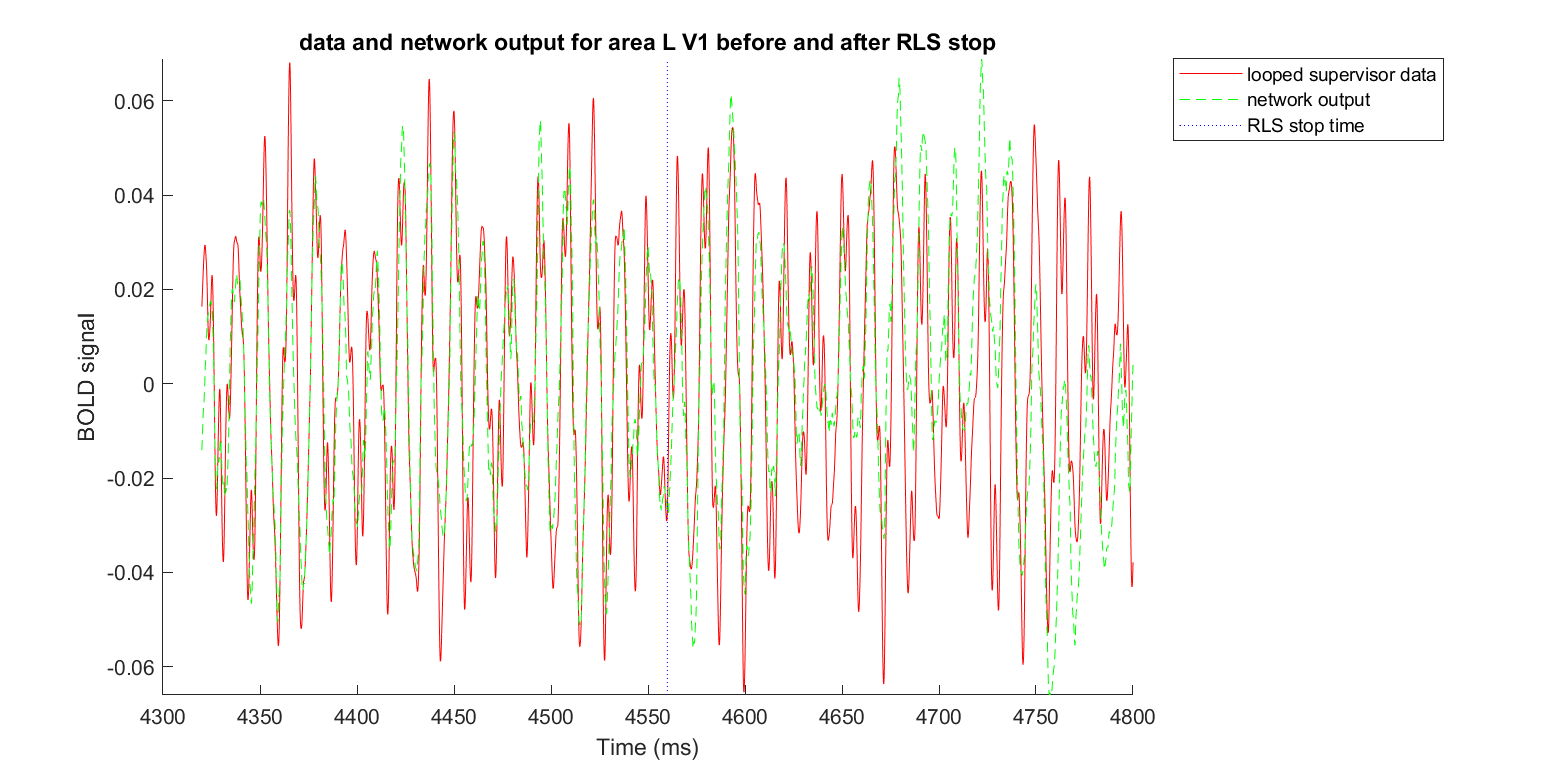 data and network output for area L V1 before and after RLS stop
looped supervisor data
network output
RLS stop time
0.06
0.04
0.02
0
-0.02
-0.04
-0.06
BOLD signal
4300 4350 4400 4450 4500 4550 4600 4650 4700 4750 4800
Time (ms)